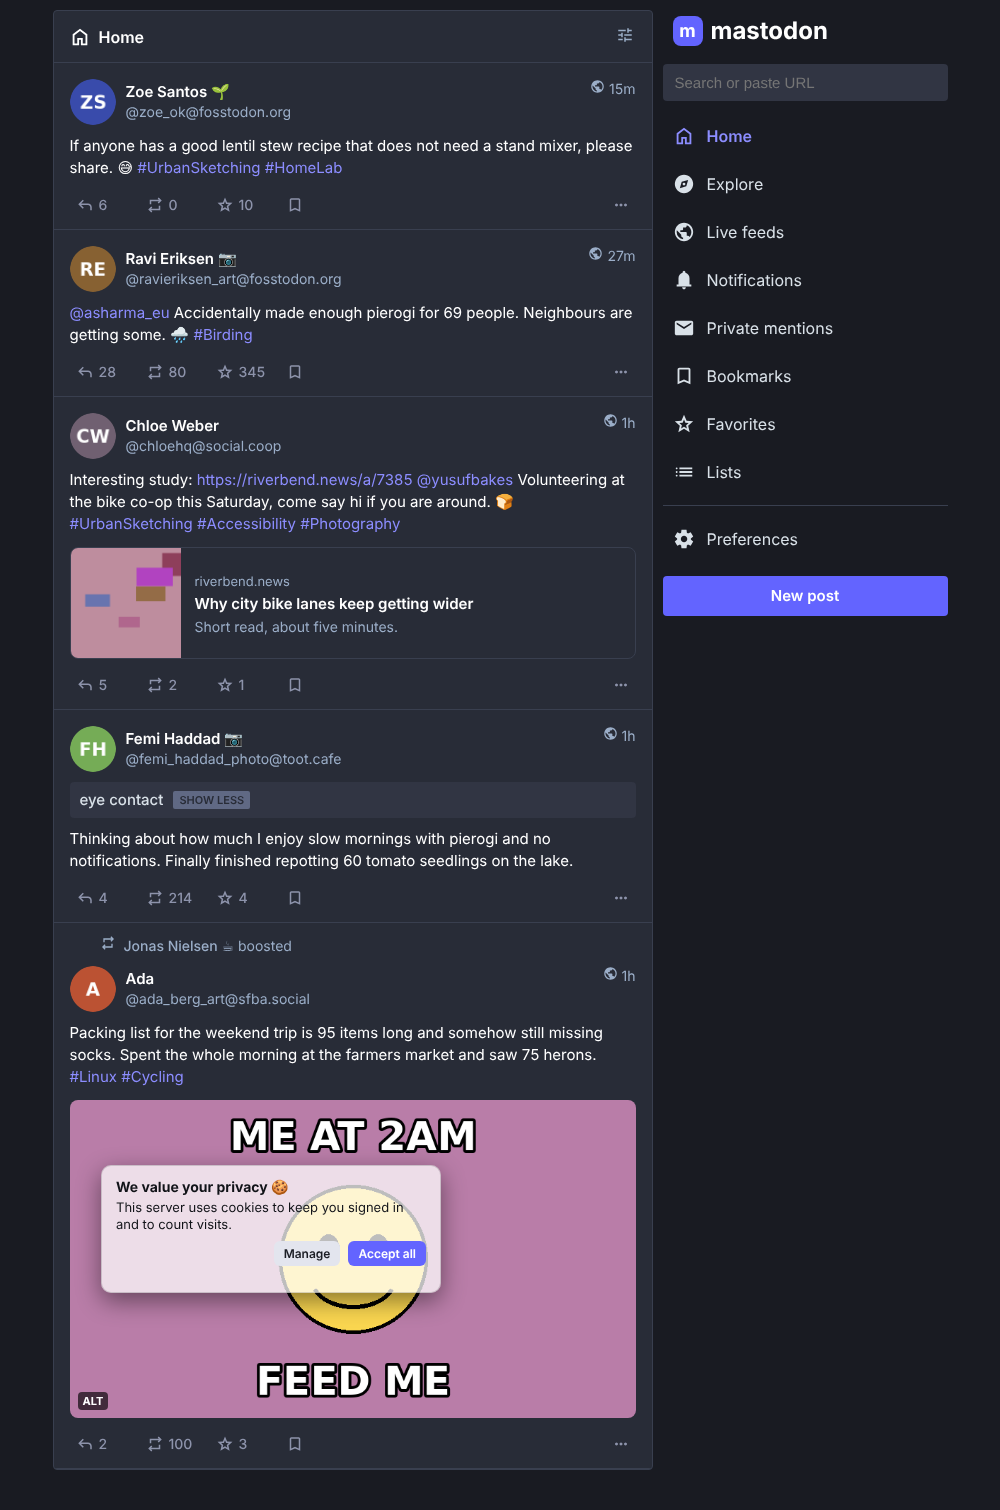 Home
ZS
Zoe Santos 🌱
@zoe_ok@fosstodon.org
15m
If anyone has a good lentil stew recipe that does not need a stand mixer, please
share. 😅 #UrbanSketching #HomeLab
6 0 10
RE
Ravi Eriksen 📷
@ravieriksen_art@fosstodon.org
27m
@asharma_eu Accidentally made enough pierogi for 69 people. Neighbours are
getting some. 🌧️ #Birding
28 80 345
CW
Chloe Weber
@chloehq@social.coop
1h
Interesting study: https://riverbend.news/a/7385 @yusufbakes Volunteering at
the bike co-op this Saturday, come say hi if you are around. 🍞
#UrbanSketching #Accessibility #Photography
riverbend.news
Why city bike lanes keep getting wider
Short read, about five minutes.
5 2 1
FH
Femi Haddad 📷
@femi_haddad_photo@toot.cafe
1h
eye contact SHOW LESS
Thinking about how much I enjoy slow mornings with pierogi and no
notifications. Finally finished repotting 60 tomato seedlings on the lake.
4 214 4
Jonas Nielsen ☕ boosted
A
Ada
@ada_berg_art@sfba.social
1h
Packing list for the weekend trip is 95 items long and somehow still missing
socks. Spent the whole morning at the farmers market and saw 75 herons.
#Linux #Cycling
ME AT 2AM
We value your privacy 🍪
This server uses cookies to keep you signed in
and to count visits.
Manage Accept all
FEED ME
ALT
2 100 3
m mastodon
Search or paste URL
Home
Explore
Live feeds
Notifications
Private mentions
Bookmarks
Favorites
Lists
Preferences
New post